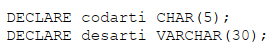 DECLARE codarti CHAR(5);
DECLARE desarti VARCHAR(30);